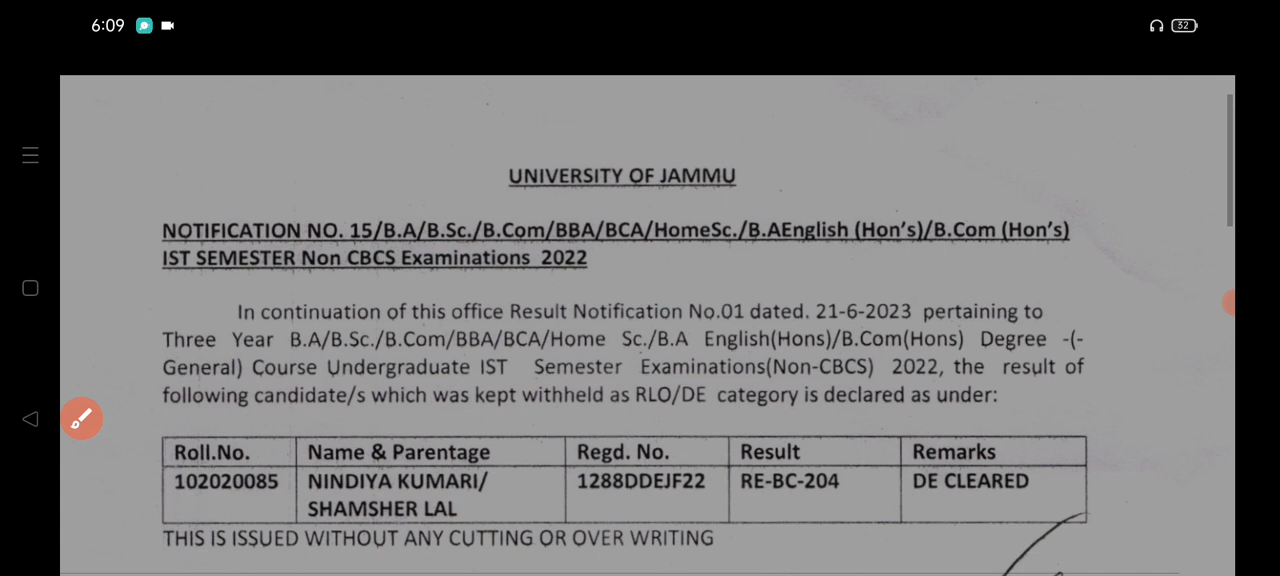 6:09
32
UNIVERSITY OF JAMMU
NOTIFICATION NO. 15/B.A/B.Sc./B.Com/BBA/BCA/HomeSc./B.AEnglish (Hon's)/B.Com (Hon's)
IST SEMESTER Non CBCS Examinations 2022
In continuation of this office Result Notification No.01 dated. 21-6-2023 pertaining to
Three Year B.A/B.Sc./B.Com/BBA/BCA/Home Sc./B.A English(Hons)/B.Com(Hons) Degree -(-
General) Course Undergraduate IST Semester Examinations(Non-CBCS) 2022, the result of
following candidate/s which was kept withheld as RLO/DE category is declared as under:
Roll.No. Name & Parentage Regd. No. Result Remarks
102020085 NINDIYA KUMARI/ 1288DDEJF22 RE-BC-204 DE CLEARED
SHAMSHER LAL
THIS IS ISSUED WITHOUT ANY CUTTING OR OVER WRITING